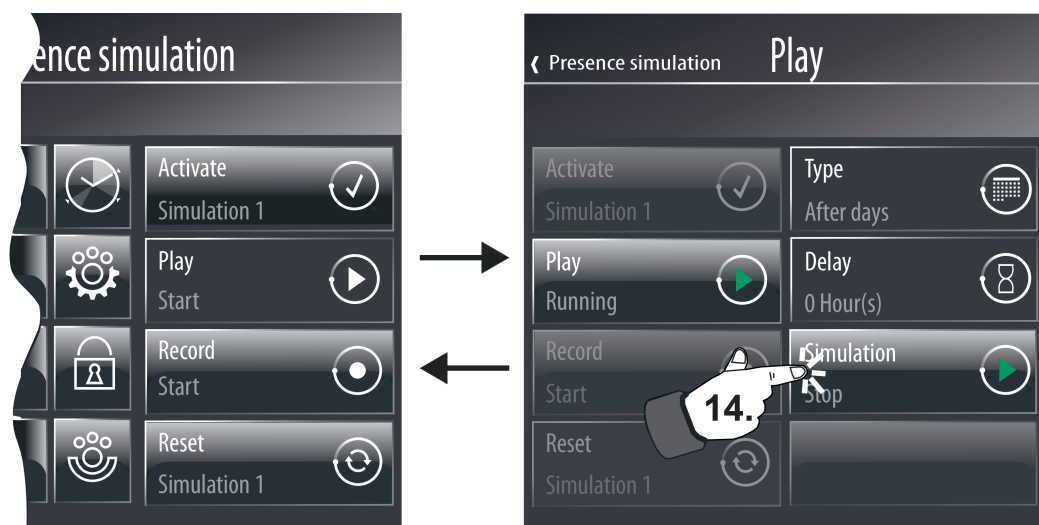 ence simulation
Activate
Simulation 1
Play
Start
Record
Start
Reset
Simulation 1
‹ Presence simulation Play
Activate
Simulation 1
Type
After days
Play
Running
Delay
0 Hour(s)
Record
Start
Simulation
Stop
14.
Reset
Simulation 1